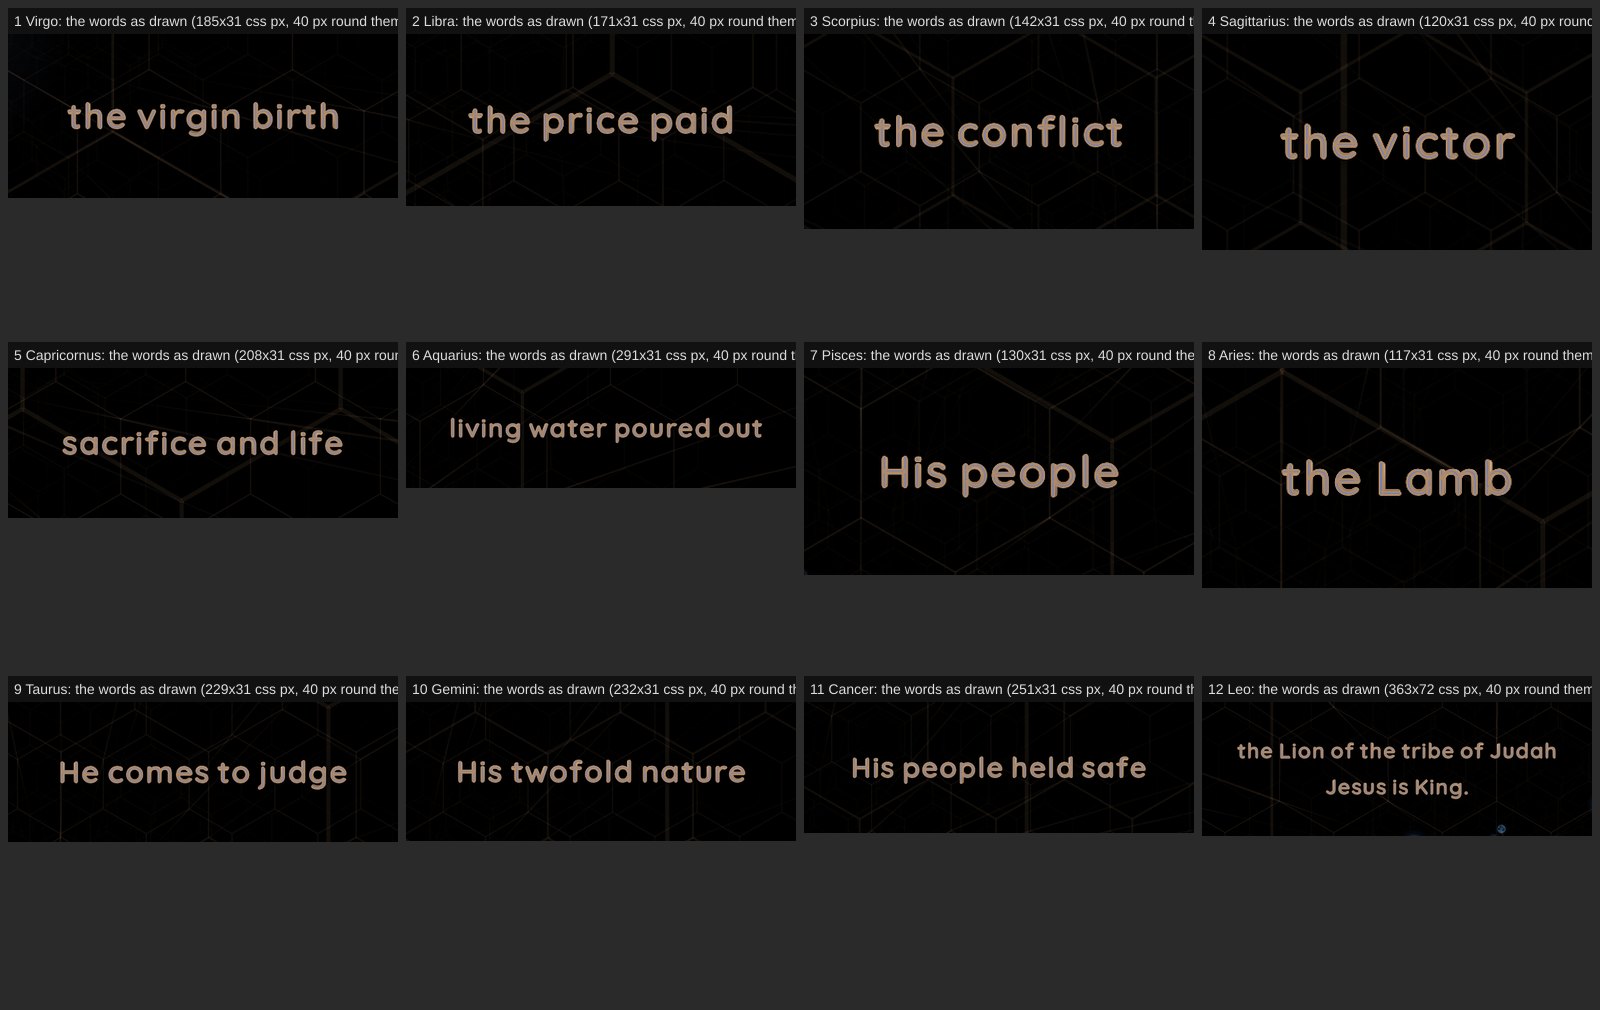 1 Virgo: the words as drawn (185x31 css px, 40 px round them
the virgin birth
2 Libra: the words as drawn (171x31 css px, 40 px round them
the price paid
3 Scorpius: the words as drawn (142x31 css px, 40 px round t
the conflict
4 Sagittarius: the words as drawn (120x31 css px, 40 px round
the victor
5 Capricornus: the words as drawn (208x31 css px, 40 px roun
sacrifice and life
6 Aquarius: the words as drawn (291x31 css px, 40 px round t
living water poured out
7 Pisces: the words as drawn (130x31 css px, 40 px round the
His people
8 Aries: the words as drawn (117x31 css px, 40 px round them
the Lamb
9 Taurus: the words as drawn (229x31 css px, 40 px round the
He comes to judge
10 Gemini: the words as drawn (232x31 css px, 40 px round th
His twofold nature
11 Cancer: the words as drawn (251x31 css px, 40 px round th
His people held safe
12 Leo: the words as drawn (363x72 css px, 40 px round them
the Lion of the tribe of Judah
Jesus is King.